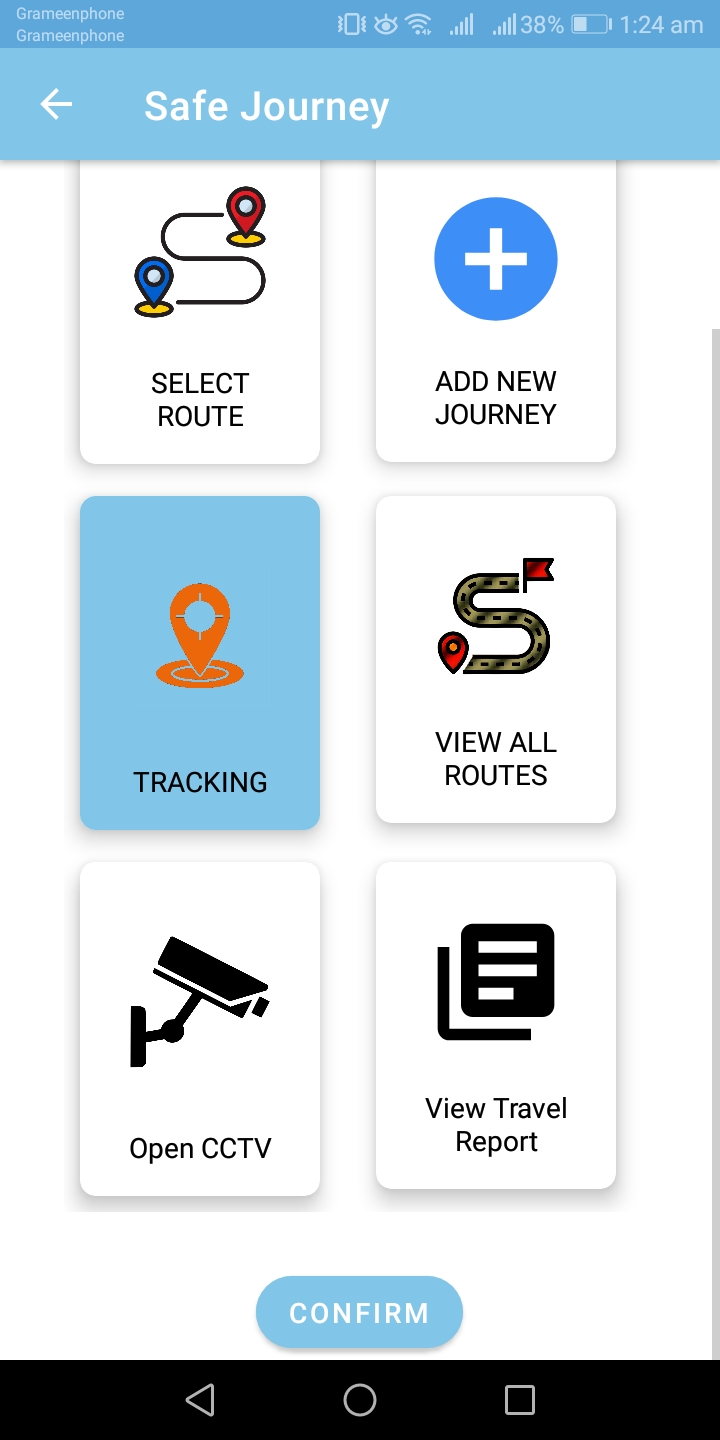 Grameenphone
Grameenphone
38% 1:24 am
Safe Journey
SELECT
ROUTE
ADD NEW
JOURNEY
TRACKING
VIEW ALL
ROUTES
Open CCTV
View Travel
Report
CONFIRM